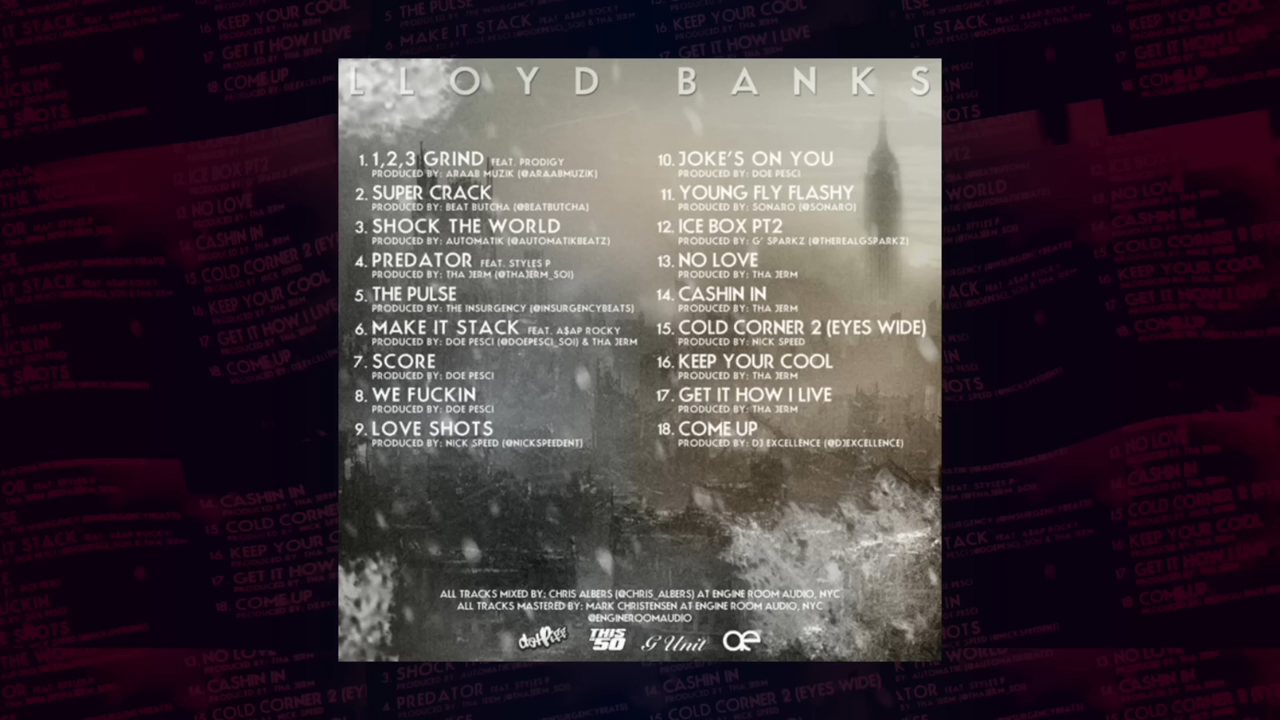 LLOYD BANKS
1. 1,2,3 GRIND FEAT. PRODIGY
PRODUCED BY: ARAAB MUZIK (@ARAABMUZIK)
2. SUPER CRACK
PRODUCED BY: BEAT BUTCHA (@BEATBUTCHA)
3. SHOCK THE WORLD
PRODUCED BY: AUTOMATIK (@AUTOMATIKBEATZ)
4. PREDATOR FEAT. STYLES P
PRODUCED BY: THA JERM (@THAJERM_SOI)
5. THE PULSE
PRODUCED BY: THE INSURGENCY (@INSURGENCYBEATS)
6. MAKE IT STACK FEAT. A$AP ROCKY
PRODUCED BY: DOE PESCI (@DOEPESCI_SOI) & THA JERM
7. SCORE
PRODUCED BY: DOE PESCI
8. WE FUCKIN
PRODUCED BY: DOE PESCI
9. LOVE SHOTS
PRODUCED BY: NICK SPEED (@NICKSPEEDENT)
10. JOKE'S ON YOU
PRODUCED BY: DOE PESCI
11. YOUNG FLY FLASHY
PRODUCED BY: SONARO (@SONARO)
12. ICE BOX PT2
PRODUCED BY: G' SPARKZ (@THEREALGSPARKZ)
13. NO LOVE
PRODUCED BY: THA JERM
14. CASHIN IN
PRODUCED BY: THA JERM
15. COLD CORNER 2 (EYES WIDE)
PRODUCED BY: NICK SPEED
16. KEEP YOUR COOL
PRODUCED BY: THA JERM
17. GET IT HOW I LIVE
PRODUCED BY: THA JERM
18. COME UP
PRODUCED BY: DJ EXCELLENCE (@DJEXCELLENCE)
ALL TRACKS MIXED BY: CHRIS ALBERS (@CHRIS_ALBERS) AT ENGINE ROOM AUDIO, NYC
ALL TRACKS MASTERED BY: MARK CHRISTENSEN AT ENGINE ROOM AUDIO, NYC
@ENGINEROOMAUDIO
datPiff THIS IS 50 G Unit